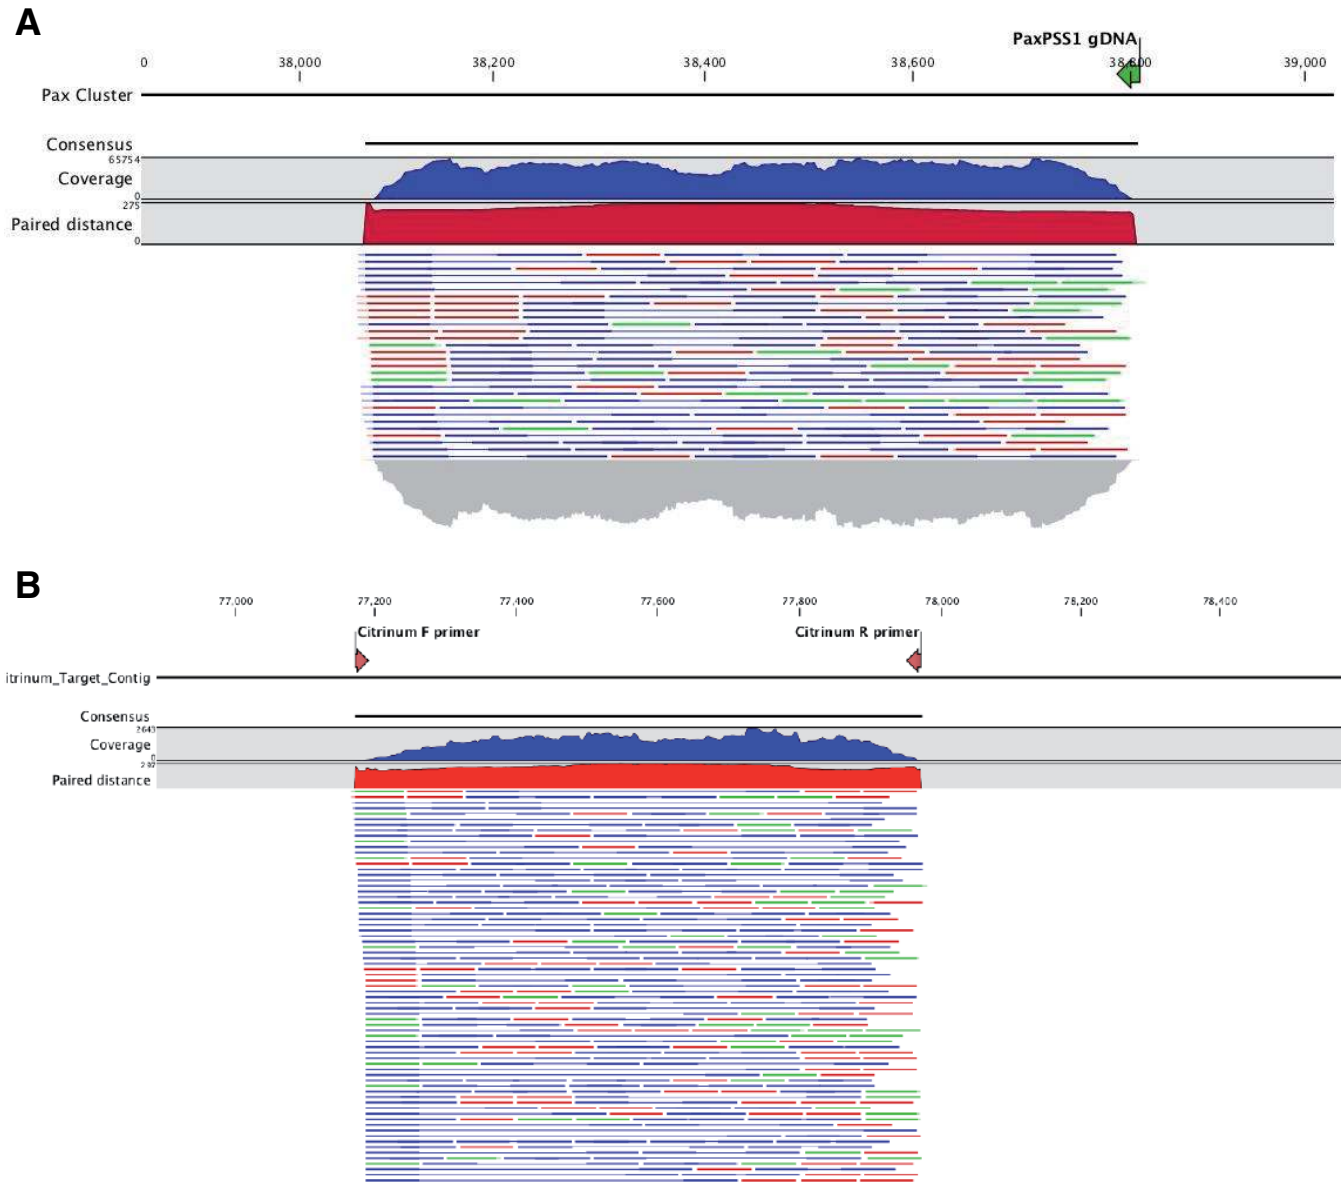 A
PaxPSS1 gDNA
0 38,000 38,200 38,400 38,600 38,800 39,000
Pax Cluster
Consensus
65754
Coverage
0
275
Paired distance
0
B
77,000 77,200 77,400 77,600 77,800 78,000 78,200 78,400
Citrinum F primer Citrinum R primer
itrinum_Target_Contig
Consensus
2643
Coverage
0
Paired distance